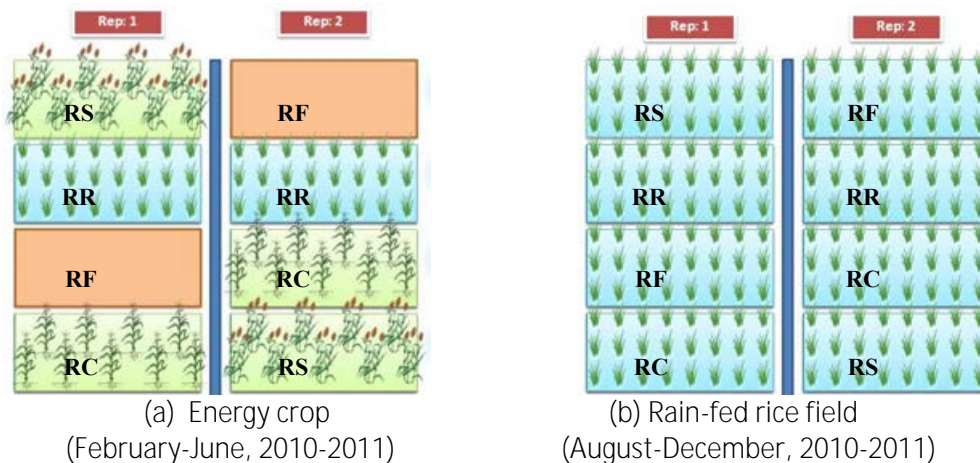 Rep: 1
Rep: 2
RS
RF
RR
RR
RF
RC
RC
RS
(a) Energy crop
(February-June, 2010-2011)
Rep: 1
Rep: 2
RS
RF
RR
RR
RF
RC
RC
RS
(b) Rain-fed rice field
(August-December, 2010-2011)